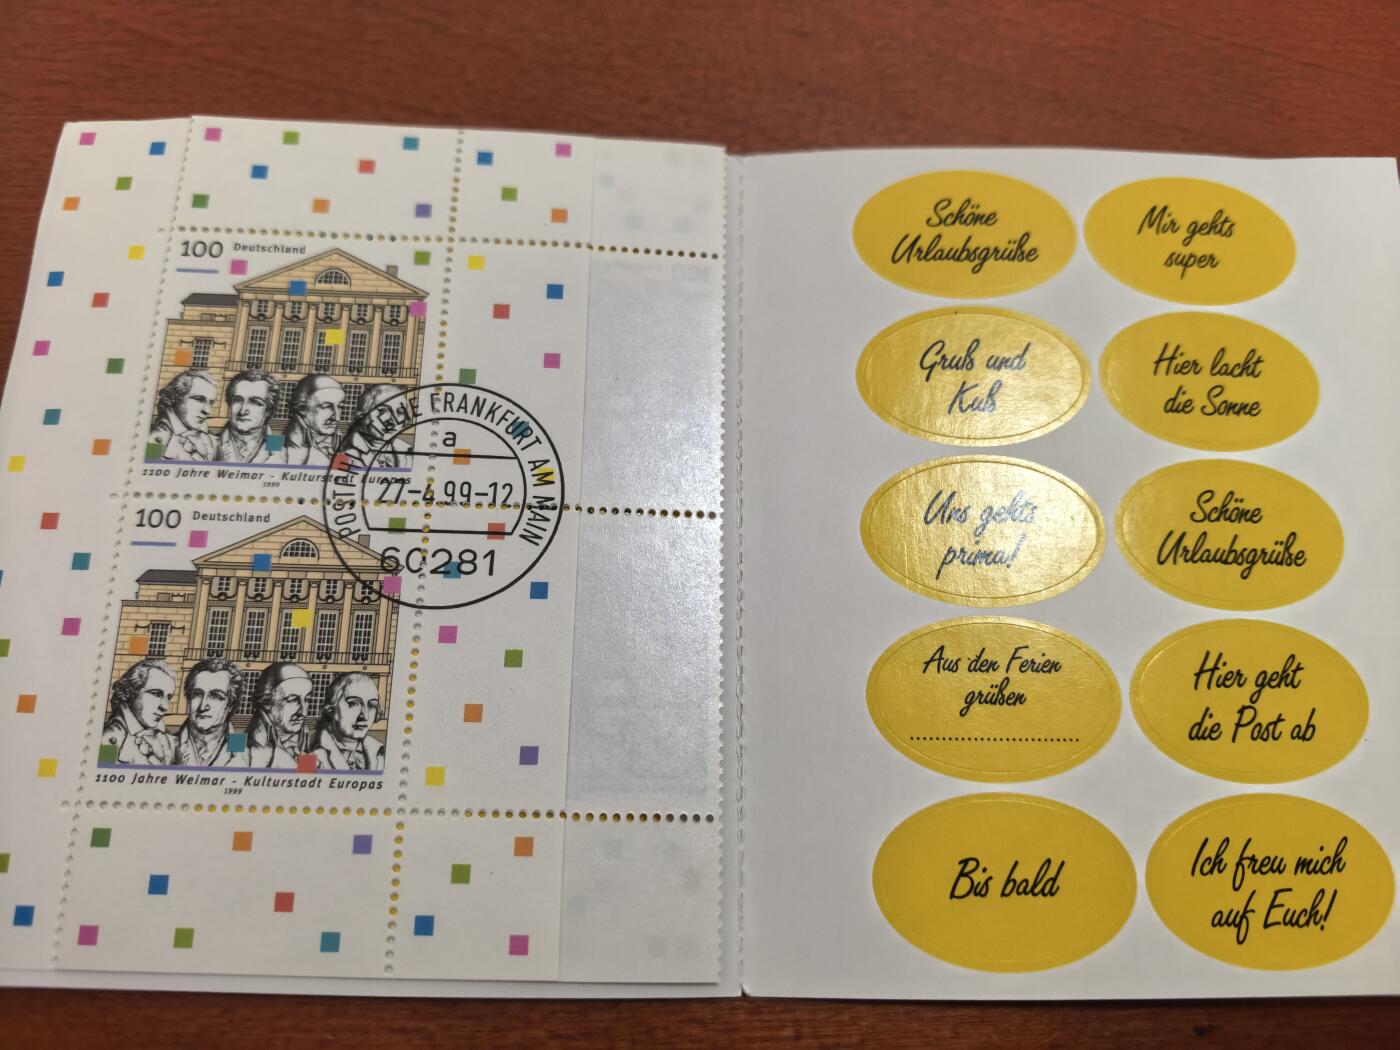 100 Deutschland
1100 Jahre Weimar - Kulturstadt Europas
1999
POSTFILIALE FRANKFURT AM MAIN
a
27-4.99-12
60281
100 Deutschland
1100 Jahre Weimar - Kulturstadt Europas
1999
Schöne
Urlaubsgrüße
Mir gehts
super
Gruß und
Kuß
Hier lacht
die Sonne
Uns gehts
prima!
Schöne
Urlaubsgrüße
Aus den Ferien
grüßen
Hier geht
die Post ab
Bis bald
Ich freu mich
auf Euch!